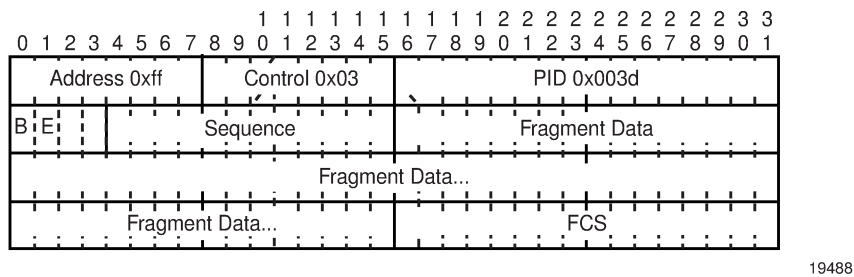 1 1 1 1 1 1 1 1 1 1 2 2 2 2 2 2 2 2 2 2 3 3
0 1 2 3 4 5 6 7 8 9 0 1 2 3 4 5 6 7 8 9 0 1 2 3 4 5 6 7 8 9 0 1
Address 0xff Control 0x03 PID 0x003d
B E Sequence Fragment Data
Fragment Data...
Fragment Data... FCS
19488